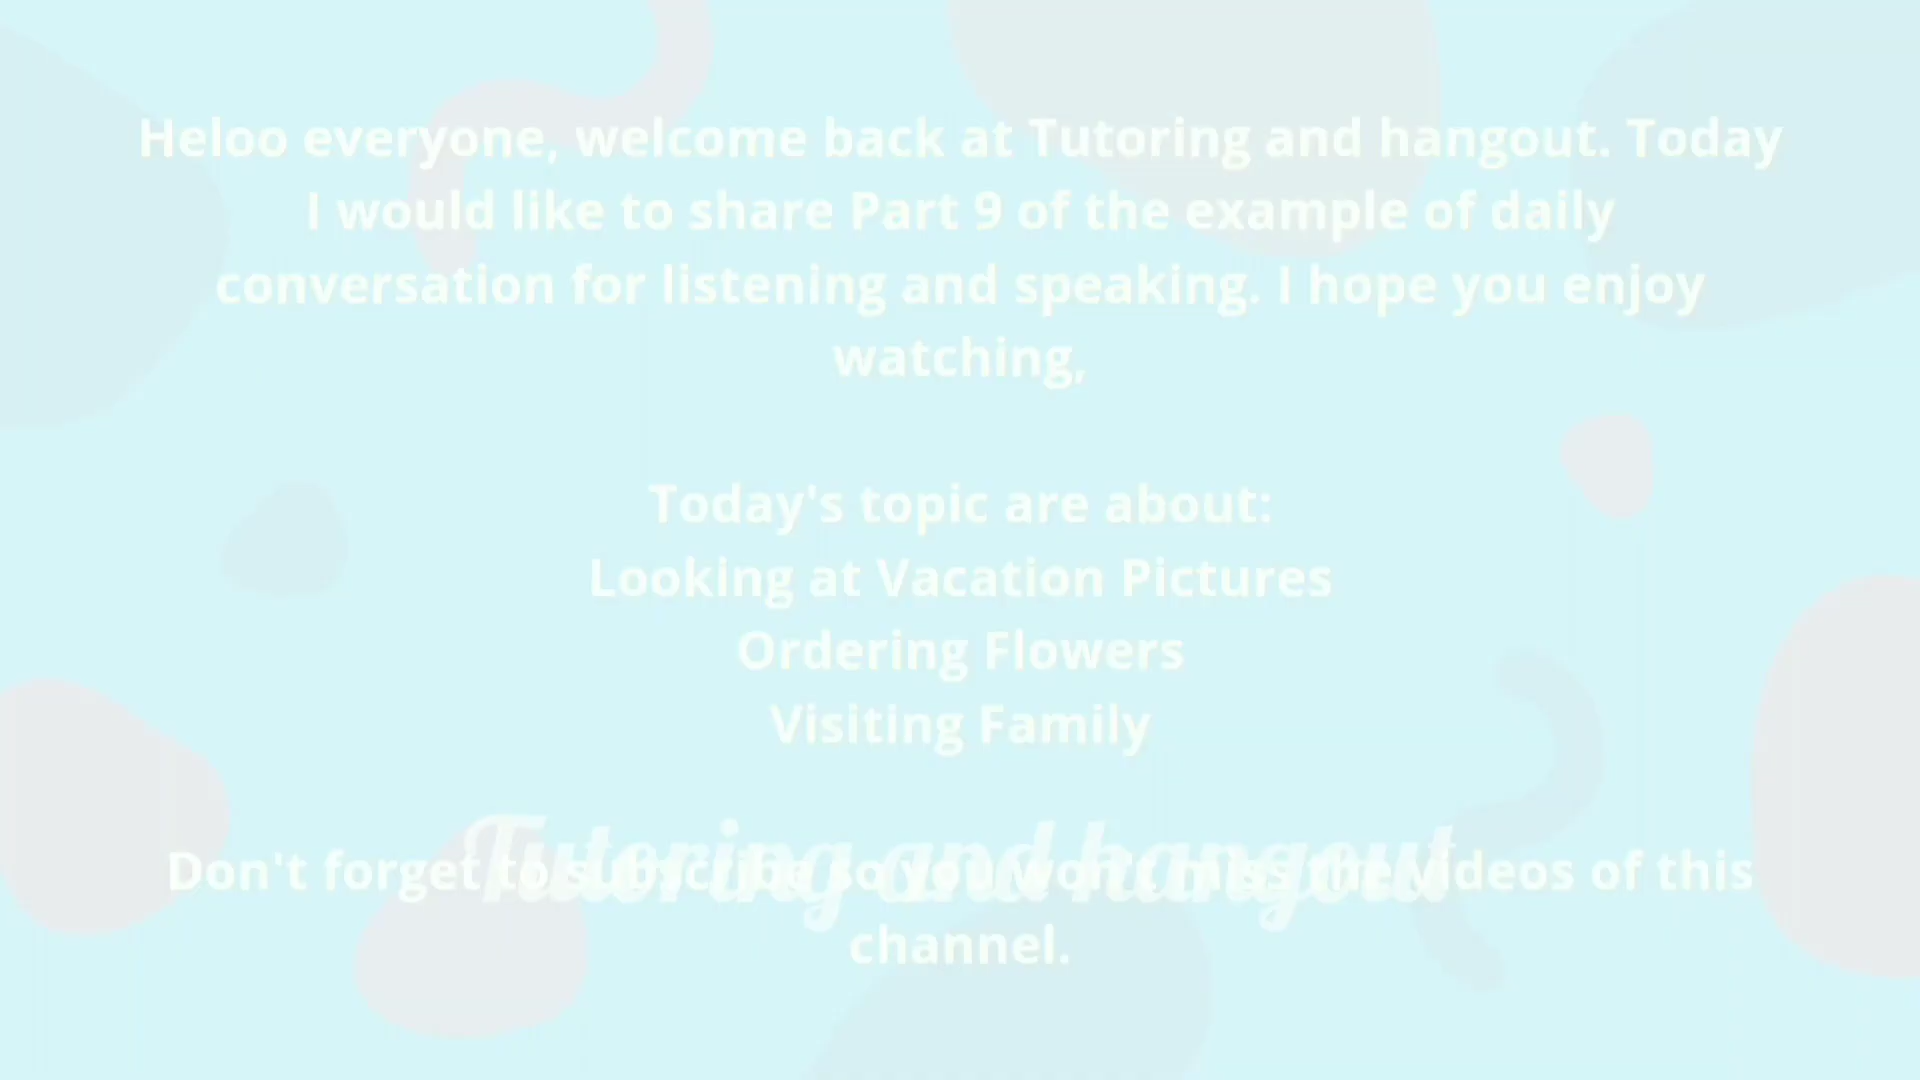 Heloo everyone, welcome back at Tutoring and hangout. Today
I would like to share Part 9 of the example of daily
conversation for listening and speaking. I hope you enjoy
watching,
Today's topic are about:
Looking at Vacation Pictures
Ordering Flowers
Visiting Family
Tutoring and hangout
Don't forget to subscribe so you won't miss the videos of this
channel.